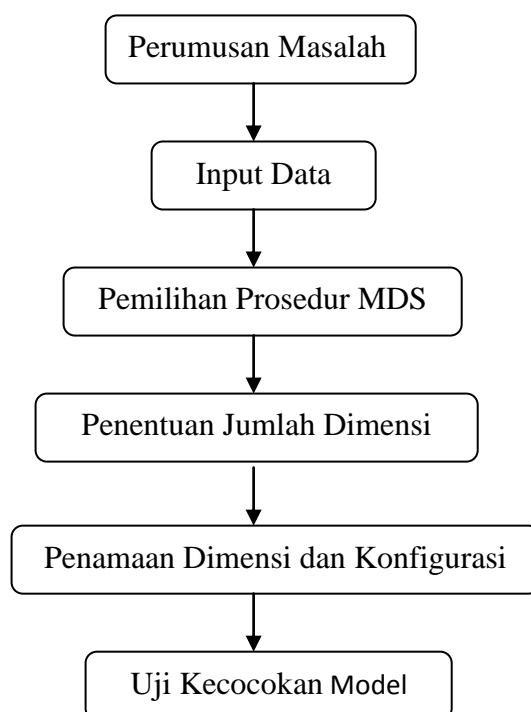 Perumusan Masalah
Input Data
Pemilihan Prosedur MDS
Penentuan Jumlah Dimensi
Penamaan Dimensi dan Konfigurasi
Uji Kecocokan Model